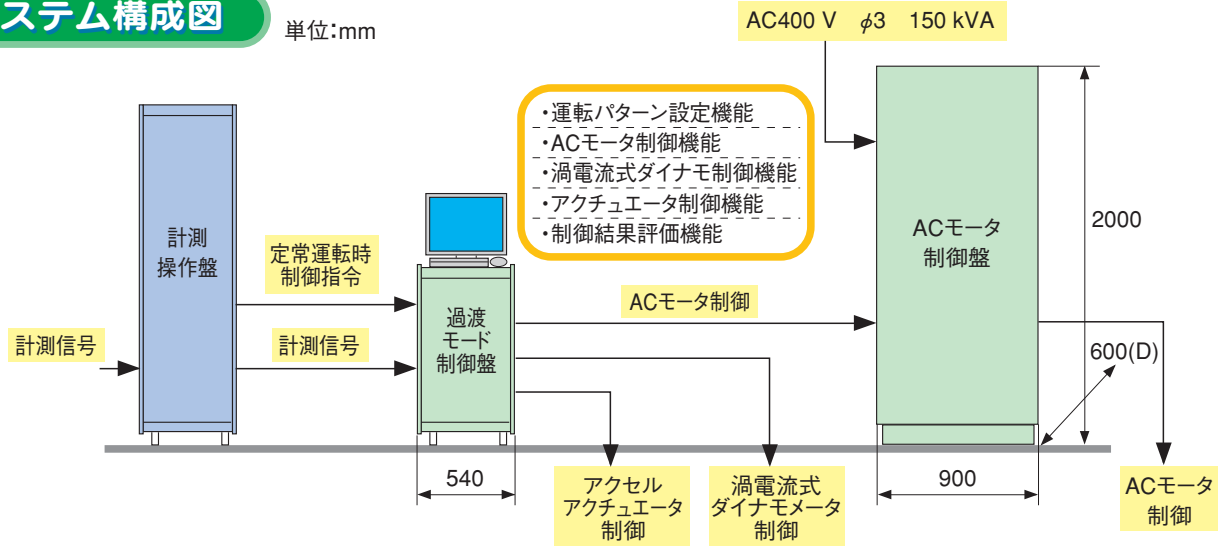 ステム構成図
単位:mm
AC400 V φ3 150 kVA
・運転パターン設定機能
・ACモータ制御機能
・渦電流式ダイナモ制御機能
・アクチュエータ制御機能
・制御結果評価機能
計測
操作盤
定常運転時
制御指令
計測信号
計測信号
過渡
モード
制御盤
ACモータ制御
ACモータ
制御盤
2000
600(D)
540
900
アクセル
アクチュエータ
制御
渦電流式
ダイナモメータ
制御
ACモータ
制御